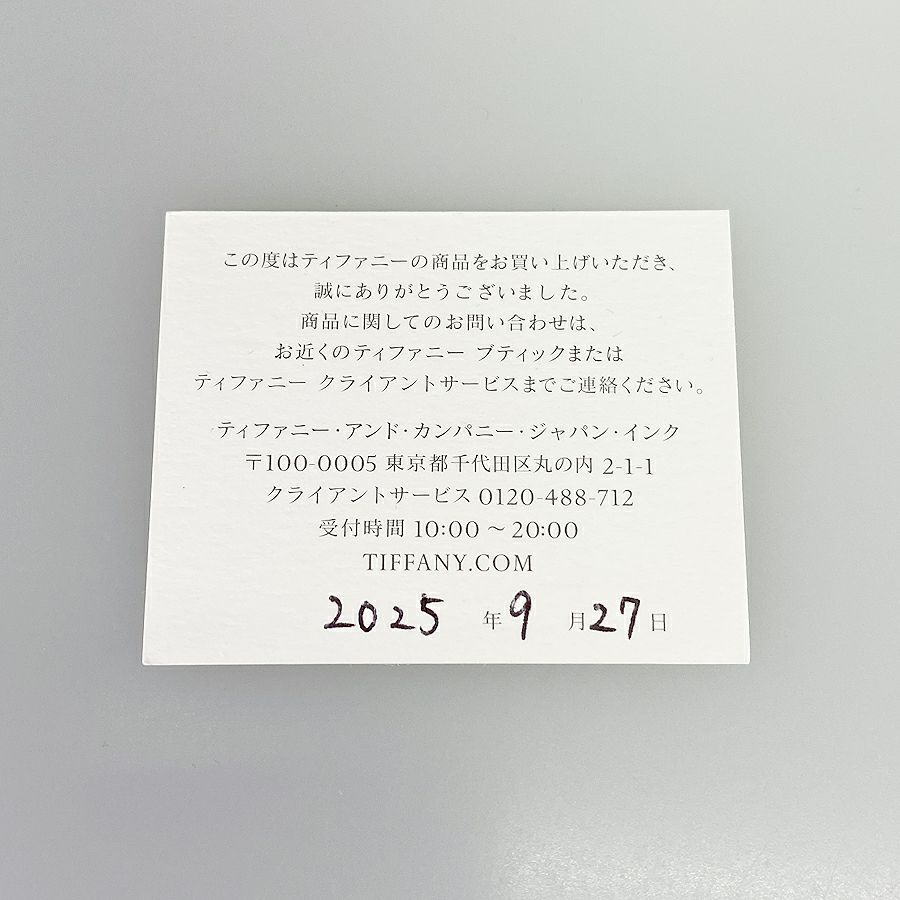 この度はティファニーの商品をお買い上げいただき、
誠にありがとうございました。
商品に関してのお問い合わせは、
お近くのティファニー ブティックまたは
ティファニー クライアントサービスまでご連絡ください。
ティファニー・アンド・カンパニー・ジャパン・インク
〒100-0005 東京都千代田区丸の内 2-1-1
クライアントサービス 0120-488-712
受付時間 10:00 〜 20:00
TIFFANY.COM
2025 年 9 月 27 日